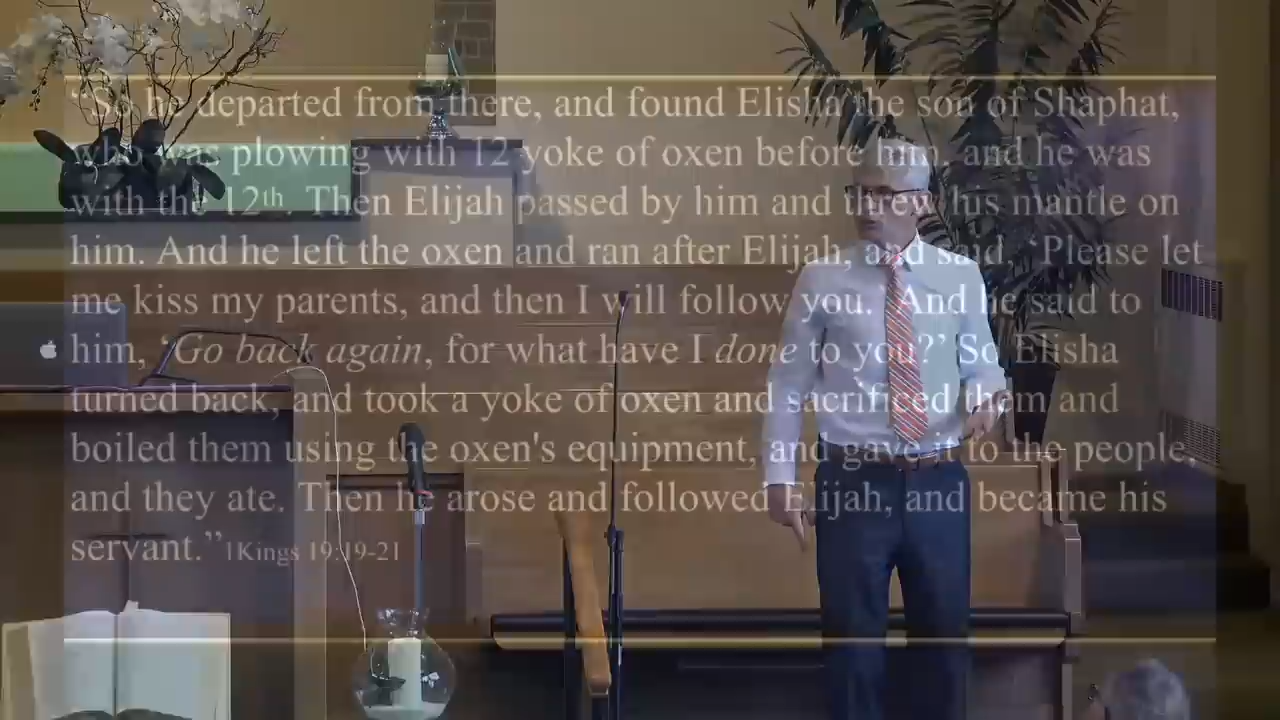 “So he departed from there, and found Elisha the son of Shaphat,
who was plowing with 12 yoke of oxen before him, and he was
with the 12th. Then Elijah passed by him and threw his mantle on
him. And he left the oxen and ran after Elijah, and said, ‘Please let
me kiss my parents, and then I will follow you.’ And he said to
him, ‘Go back again, for what have I done to you?’ So Elisha
turned back, and took a yoke of oxen and sacrificed them and
boiled them using the oxen's equipment, and gave it to the people,
and they ate. Then he arose and followed Elijah, and became his
servant.” 1Kings 19:19-21